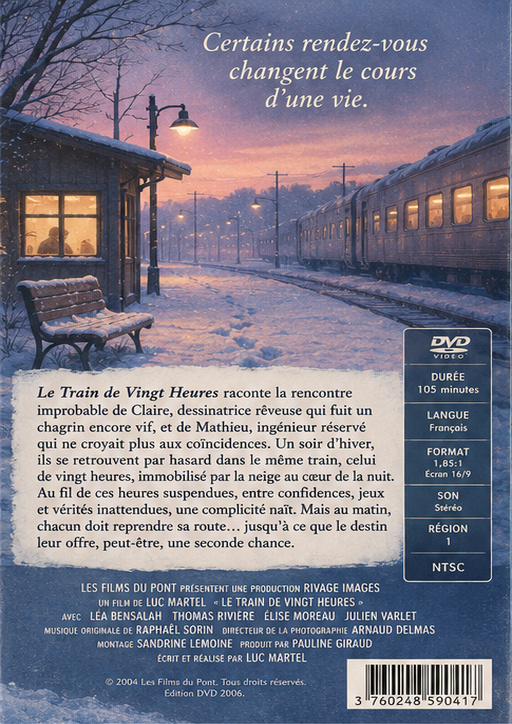 Certains rendez-vous
changent le cours
d'une vie.
Le Train de Vingt Heures raconte la rencontre
improbable de Claire, dessinatrice rêveuse qui fuit un
chagrin encore vif, et de Mathieu, ingénieur réservé
qui ne croyait plus aux coïncidences. Un soir d'hiver,
ils se retrouvent par hasard dans le même train, celui
de vingt heures, immobilisé par la neige au cœur de la nuit.
Au fil de ces heures suspendues, entre confidences, jeux
et vérités inattendues, une complicité naît. Mais au matin,
chacun doit reprendre sa route… jusqu'à ce que le destin
leur offre, peut-être, une seconde chance.
DVD
VIDEO
DURÉE
105 minutes
LANGUE
Français
FORMAT
1,85:1
Écran 16/9
SON
Stéréo
RÉGION
1
NTSC
LES FILMS DU PONT PRÉSENTENT UNE PRODUCTION RIVAGE IMAGES
UN FILM DE LUC MARTEL « LE TRAIN DE VINGT HEURES »
AVEC LÉA BENSALAH THOMAS RIVIÈRE ÉLISE MOREAU JULIEN VARLET
MUSIQUE ORIGINALE DE RAPHAËL SORIN DIRECTEUR DE LA PHOTOGRAPHIE ARNAUD DELMAS
MONTAGE SANDRINE LEMOINE PRODUIT PAR PAULINE GIRAUD
ÉCRIT ET RÉALISÉ PAR LUC MARTEL
© 2004 Les Films du Pont. Tous droits réservés.
Édition DVD 2006.
3 760248 590417